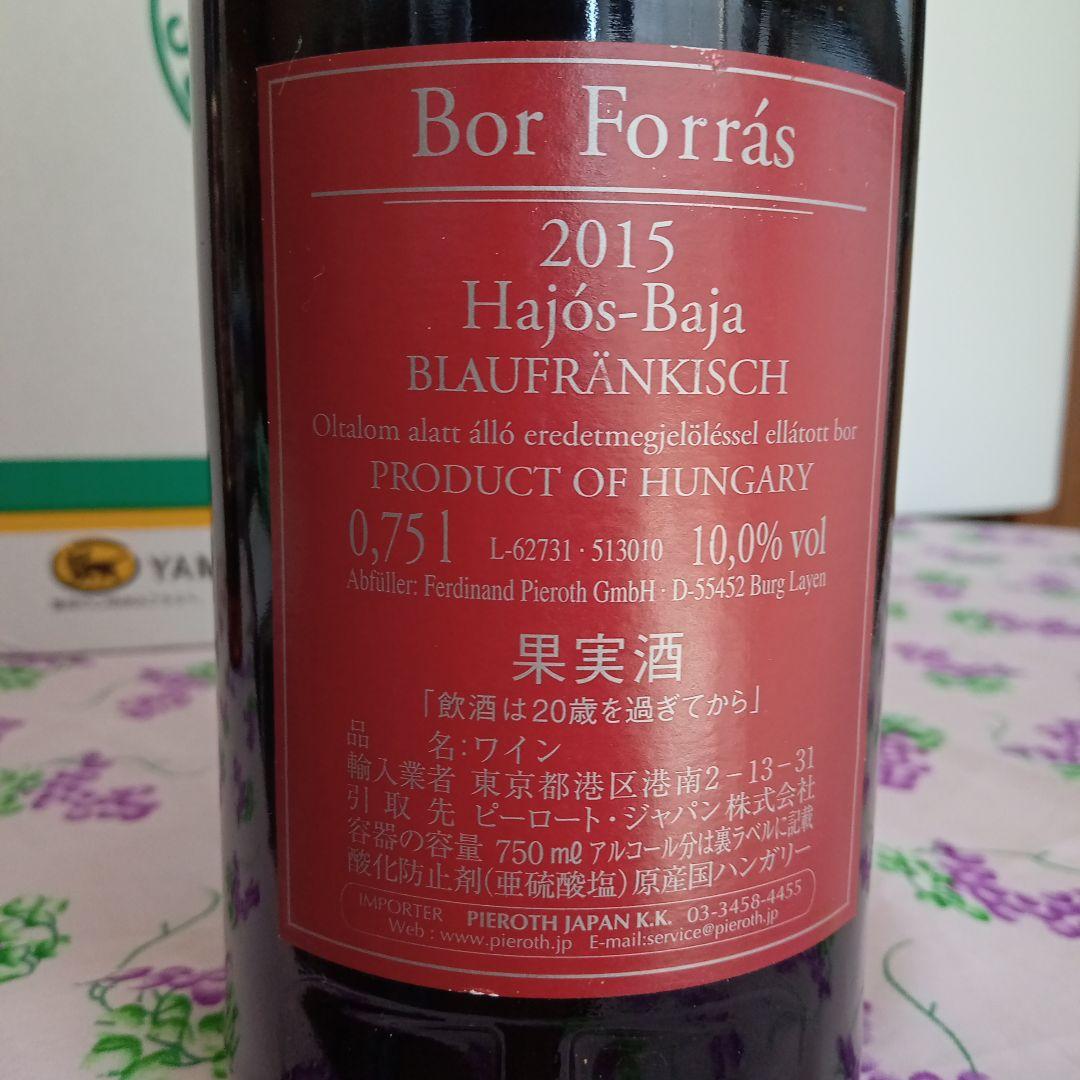 Bor Forrás
2015
Hajós-Baja
BLAUFRÄNKISCH
Oltalom alatt álló eredetmegjelöléssel ellátott bor
PRODUCT OF HUNGARY
0,75 l L-62731 · 513010 10,0% vol
Abfüller: Ferdinand Pieroth GmbH · D-55452 Burg Layen
果実酒
「飲酒は20歳を過ぎてから」
品 名:ワイン
輸入業者 東京都港区港南2-13-31
引取先 ピーロート・ジャパン株式会社
容器の容量 750㎖ アルコール分は裏ラベルに記載
酸化防止剤(亜硫酸塩)原産国ハンガリー
IMPORTER PIEROTH JAPAN K.K. 03-3458-4455
Web : www.pieroth.jp E-mail:service@pieroth.jp
YAM